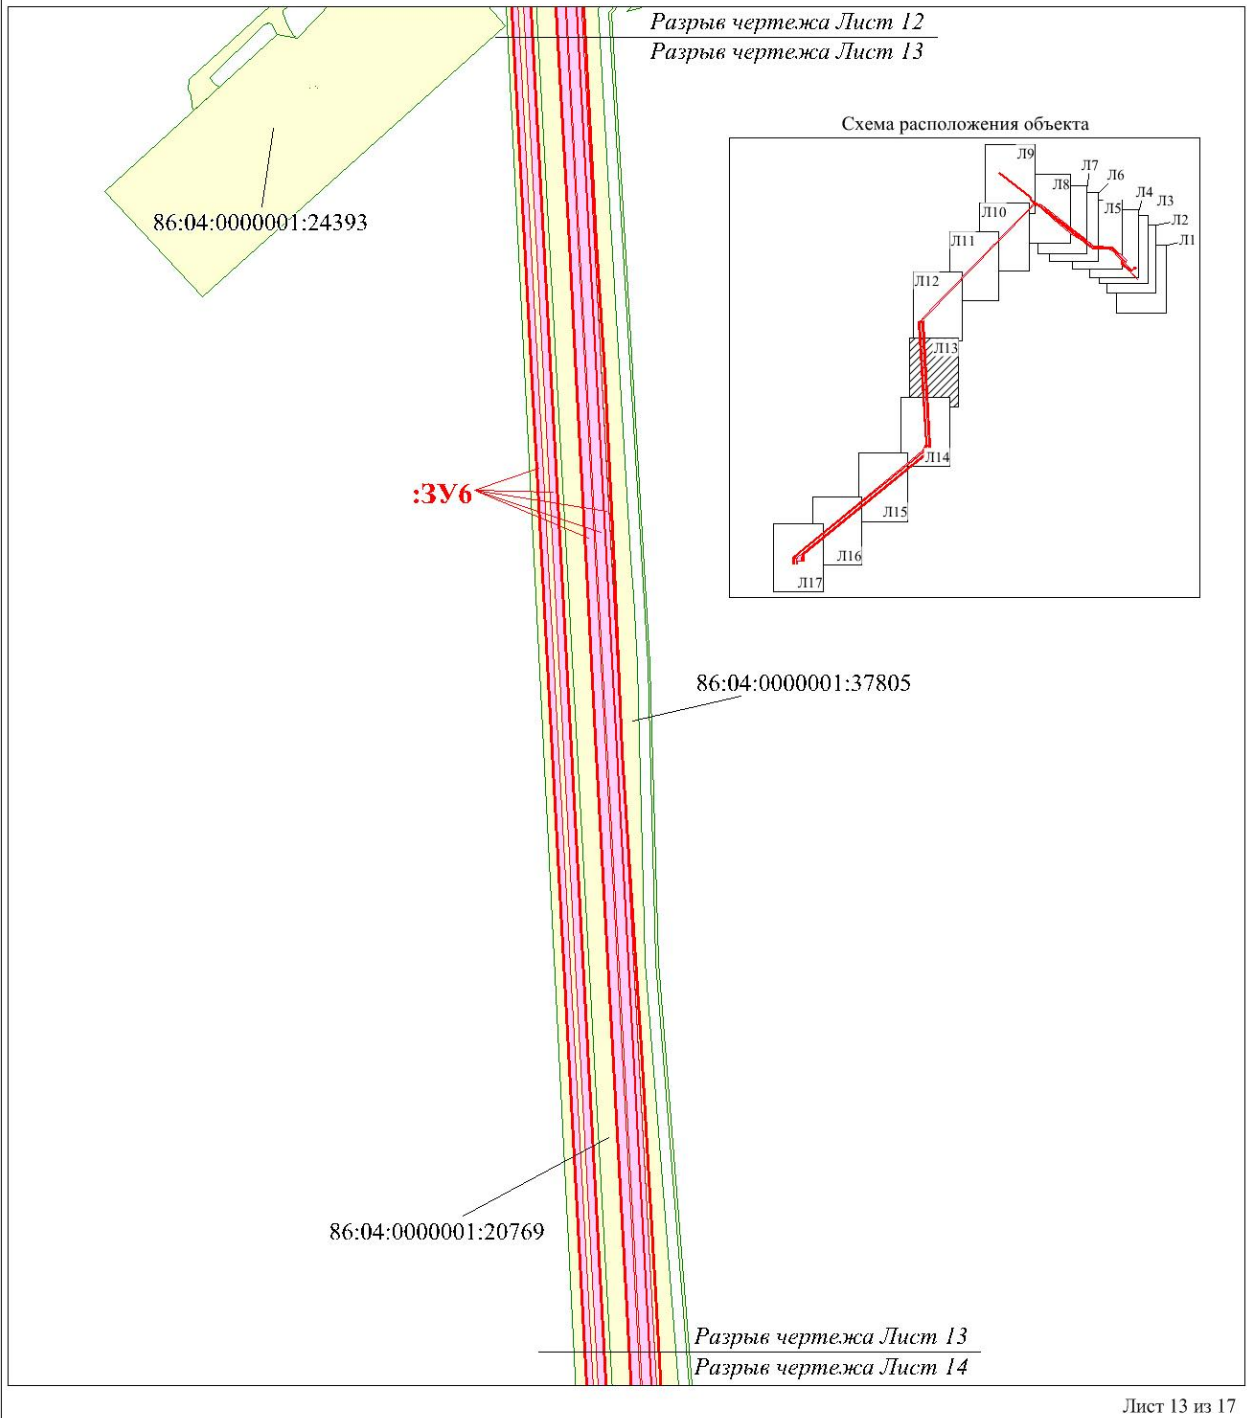 Разрыв чертежа Лист 12
Разрыв чертежа Лист 13
Схема расположения объекта
Л9
Л7
Л8
Л6
Л4
Л3
Л5
Л10
Л2
Л11
Л1
Л12
Л13
Л14
Л15
Л16
Л17
86:04:0000001:24393
:ЗУ6
86:04:0000001:37805
86:04:0000001:20769
Разрыв чертежа Лист 13
Разрыв чертежа Лист 14
Лист 13 из 17